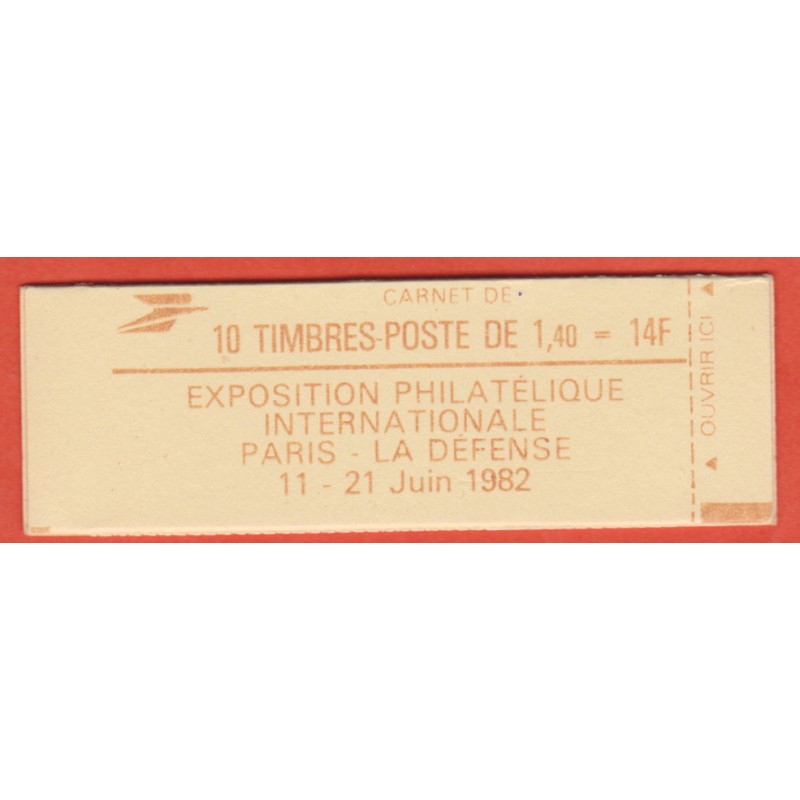 CARNET DE
10 TIMBRES-POSTE DE 1,40 = 14F
EXPOSITION PHILATÉLIQUE
INTERNATIONALE
PARIS - LA DÉFENSE
11 - 21 Juin 1982
▲ OUVRIR ICI ▲